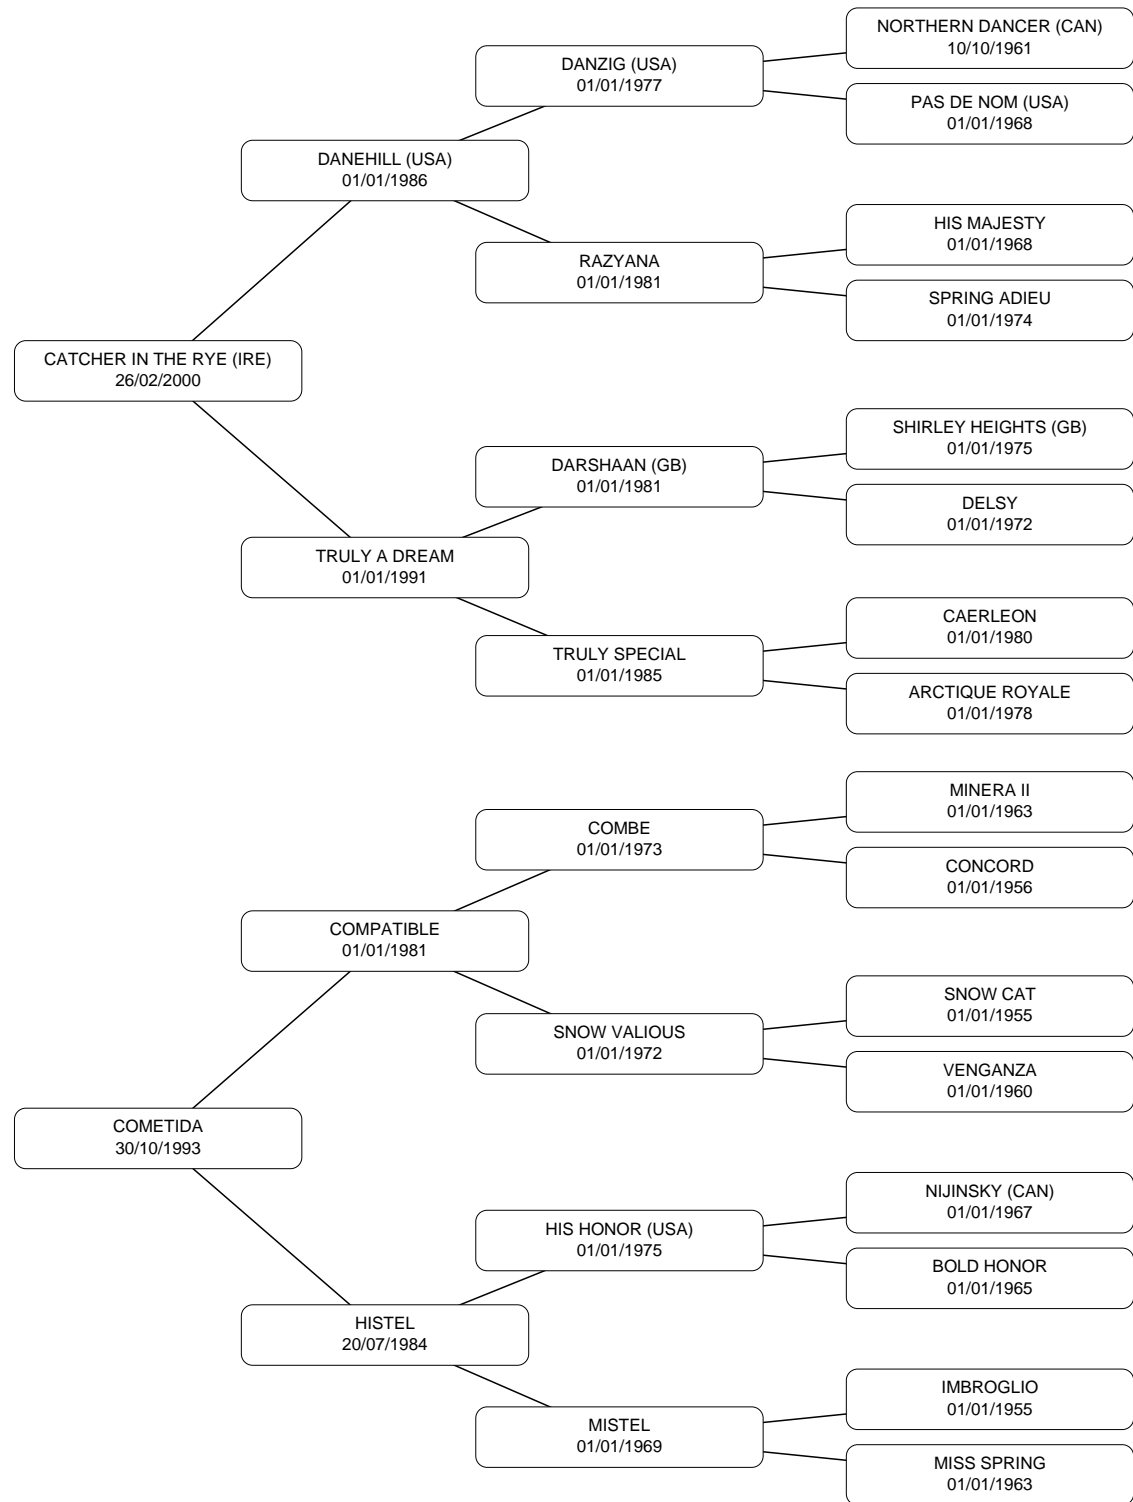 NORTHERN DANCER (CAN)
10/10/1961
DANZIG (USA)
01/01/1977
PAS DE NOM (USA)
01/01/1968
DANEHILL (USA)
01/01/1986
HIS MAJESTY
01/01/1968
RAZYANA
01/01/1981
SPRING ADIEU
01/01/1974
CATCHER IN THE RYE (IRE)
26/02/2000
SHIRLEY HEIGHTS (GB)
01/01/1975
DARSHAAN (GB)
01/01/1981
DELSY
01/01/1972
TRULY A DREAM
01/01/1991
CAERLEON
01/01/1980
TRULY SPECIAL
01/01/1985
ARCTIQUE ROYALE
01/01/1978
MINERA II
01/01/1963
COMBE
01/01/1973
CONCORD
01/01/1956
COMPATIBLE
01/01/1981
SNOW CAT
01/01/1955
SNOW VALIOUS
01/01/1972
VENGANZA
01/01/1960
COMETIDA
30/10/1993
NIJINSKY (CAN)
01/01/1967
HIS HONOR (USA)
01/01/1975
BOLD HONOR
01/01/1965
HISTEL
20/07/1984
IMBROGLIO
01/01/1955
MISTEL
01/01/1969
MISS SPRING
01/01/1963